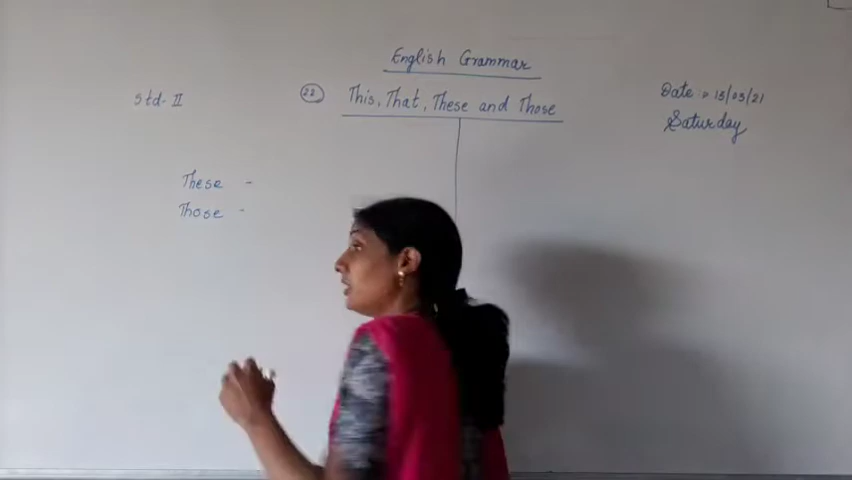 English Grammar
Std-II
22 This, That, These and Those
Date :- 13/03/21
Saturday
These -
Those -